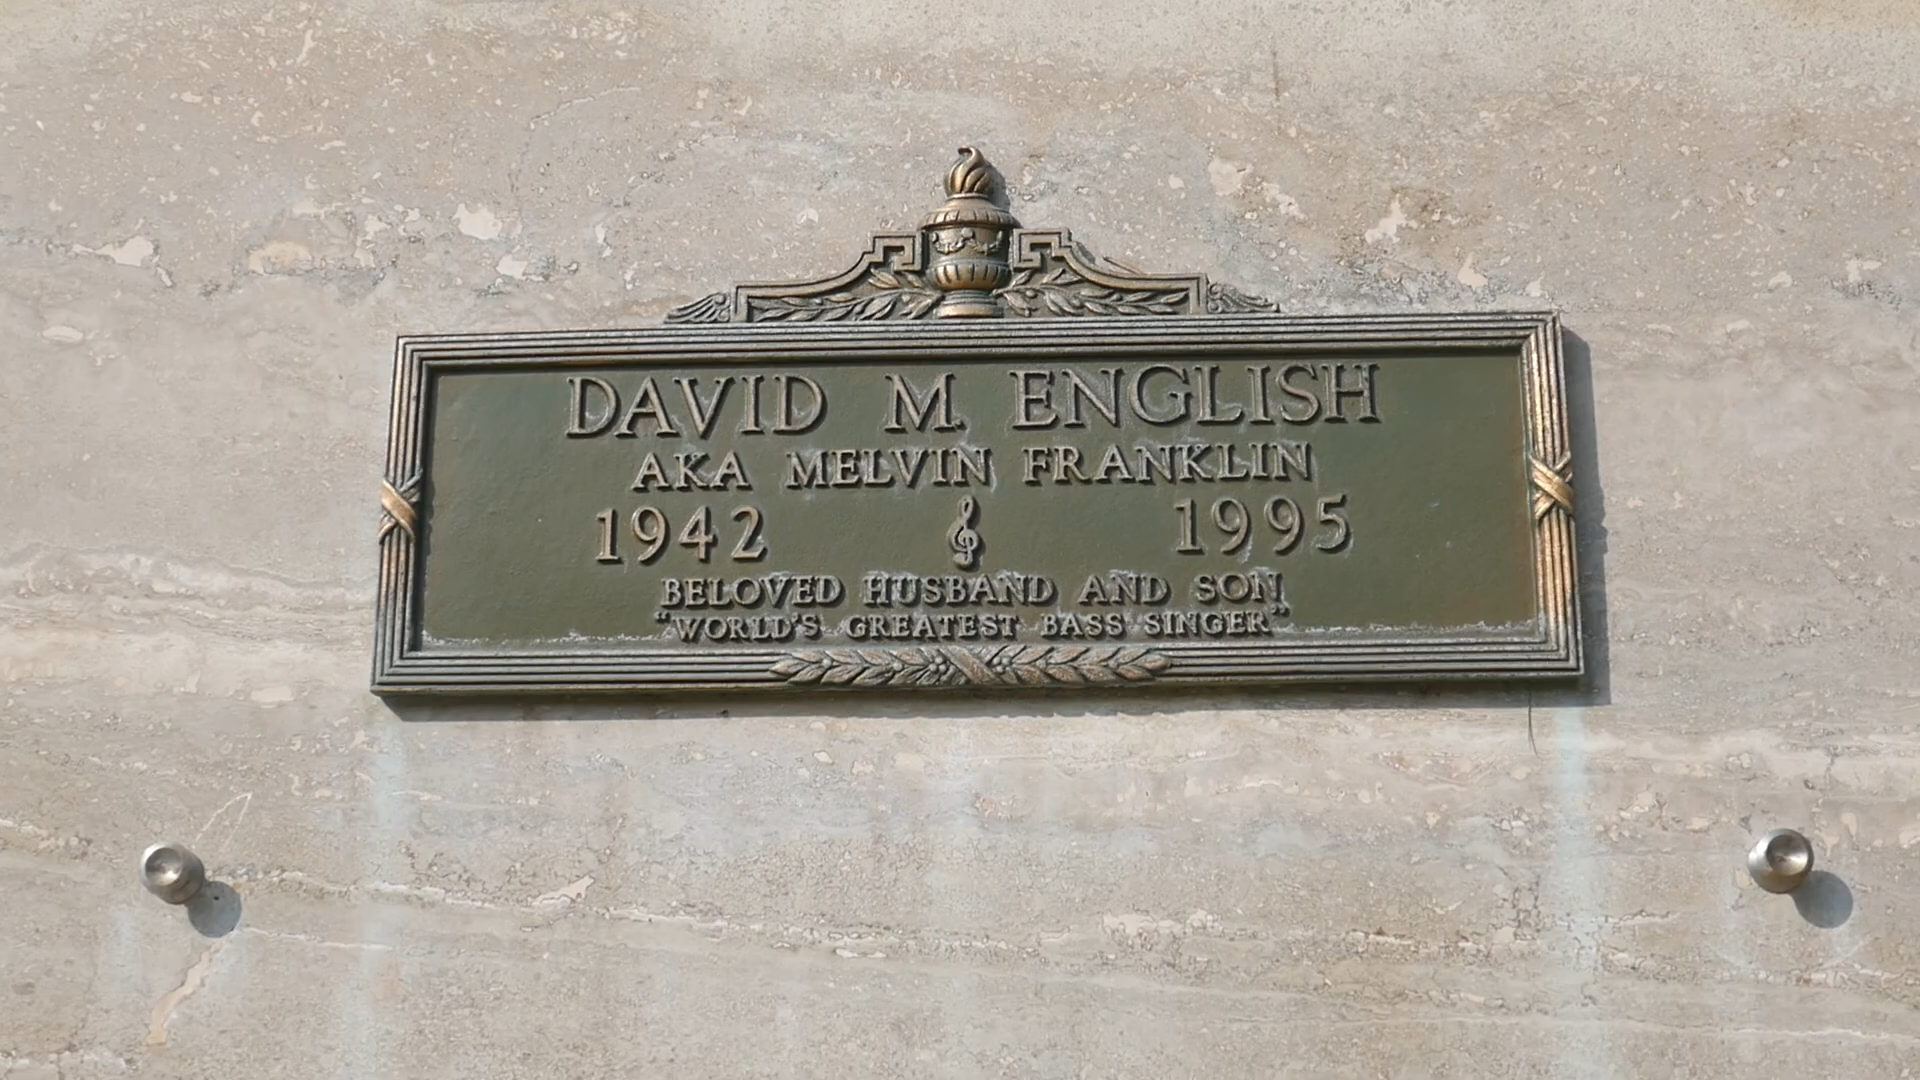 DAVID M. ENGLISH
AKA MELVIN FRANKLIN
1942 1995
BELOVED HUSBAND AND SON
"WORLD'S GREATEST BASS SINGER"